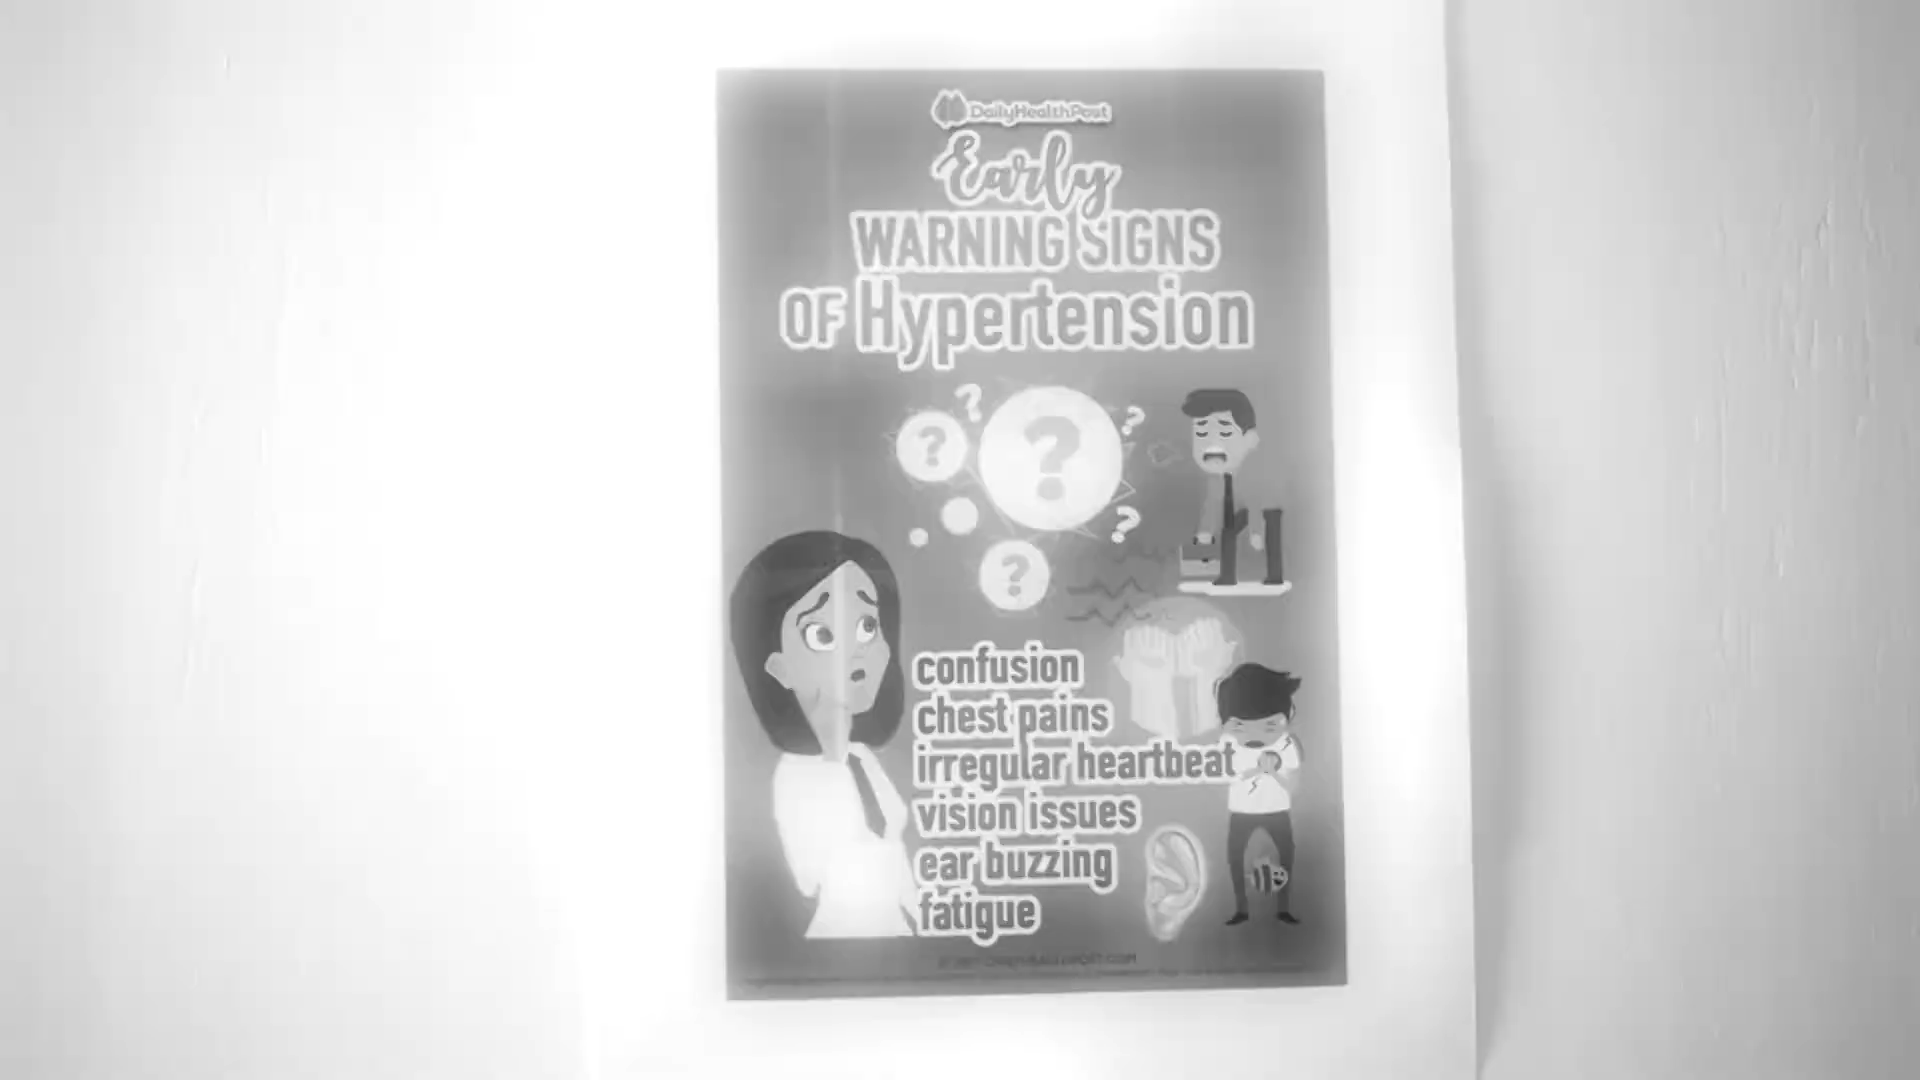 DailyHealthPost
Early
WARNING SIGNS
OF Hypertension
?
?
?
?
?
?
confusion
chest pains
irregular heartbeat
vision issues
ear buzzing
fatigue